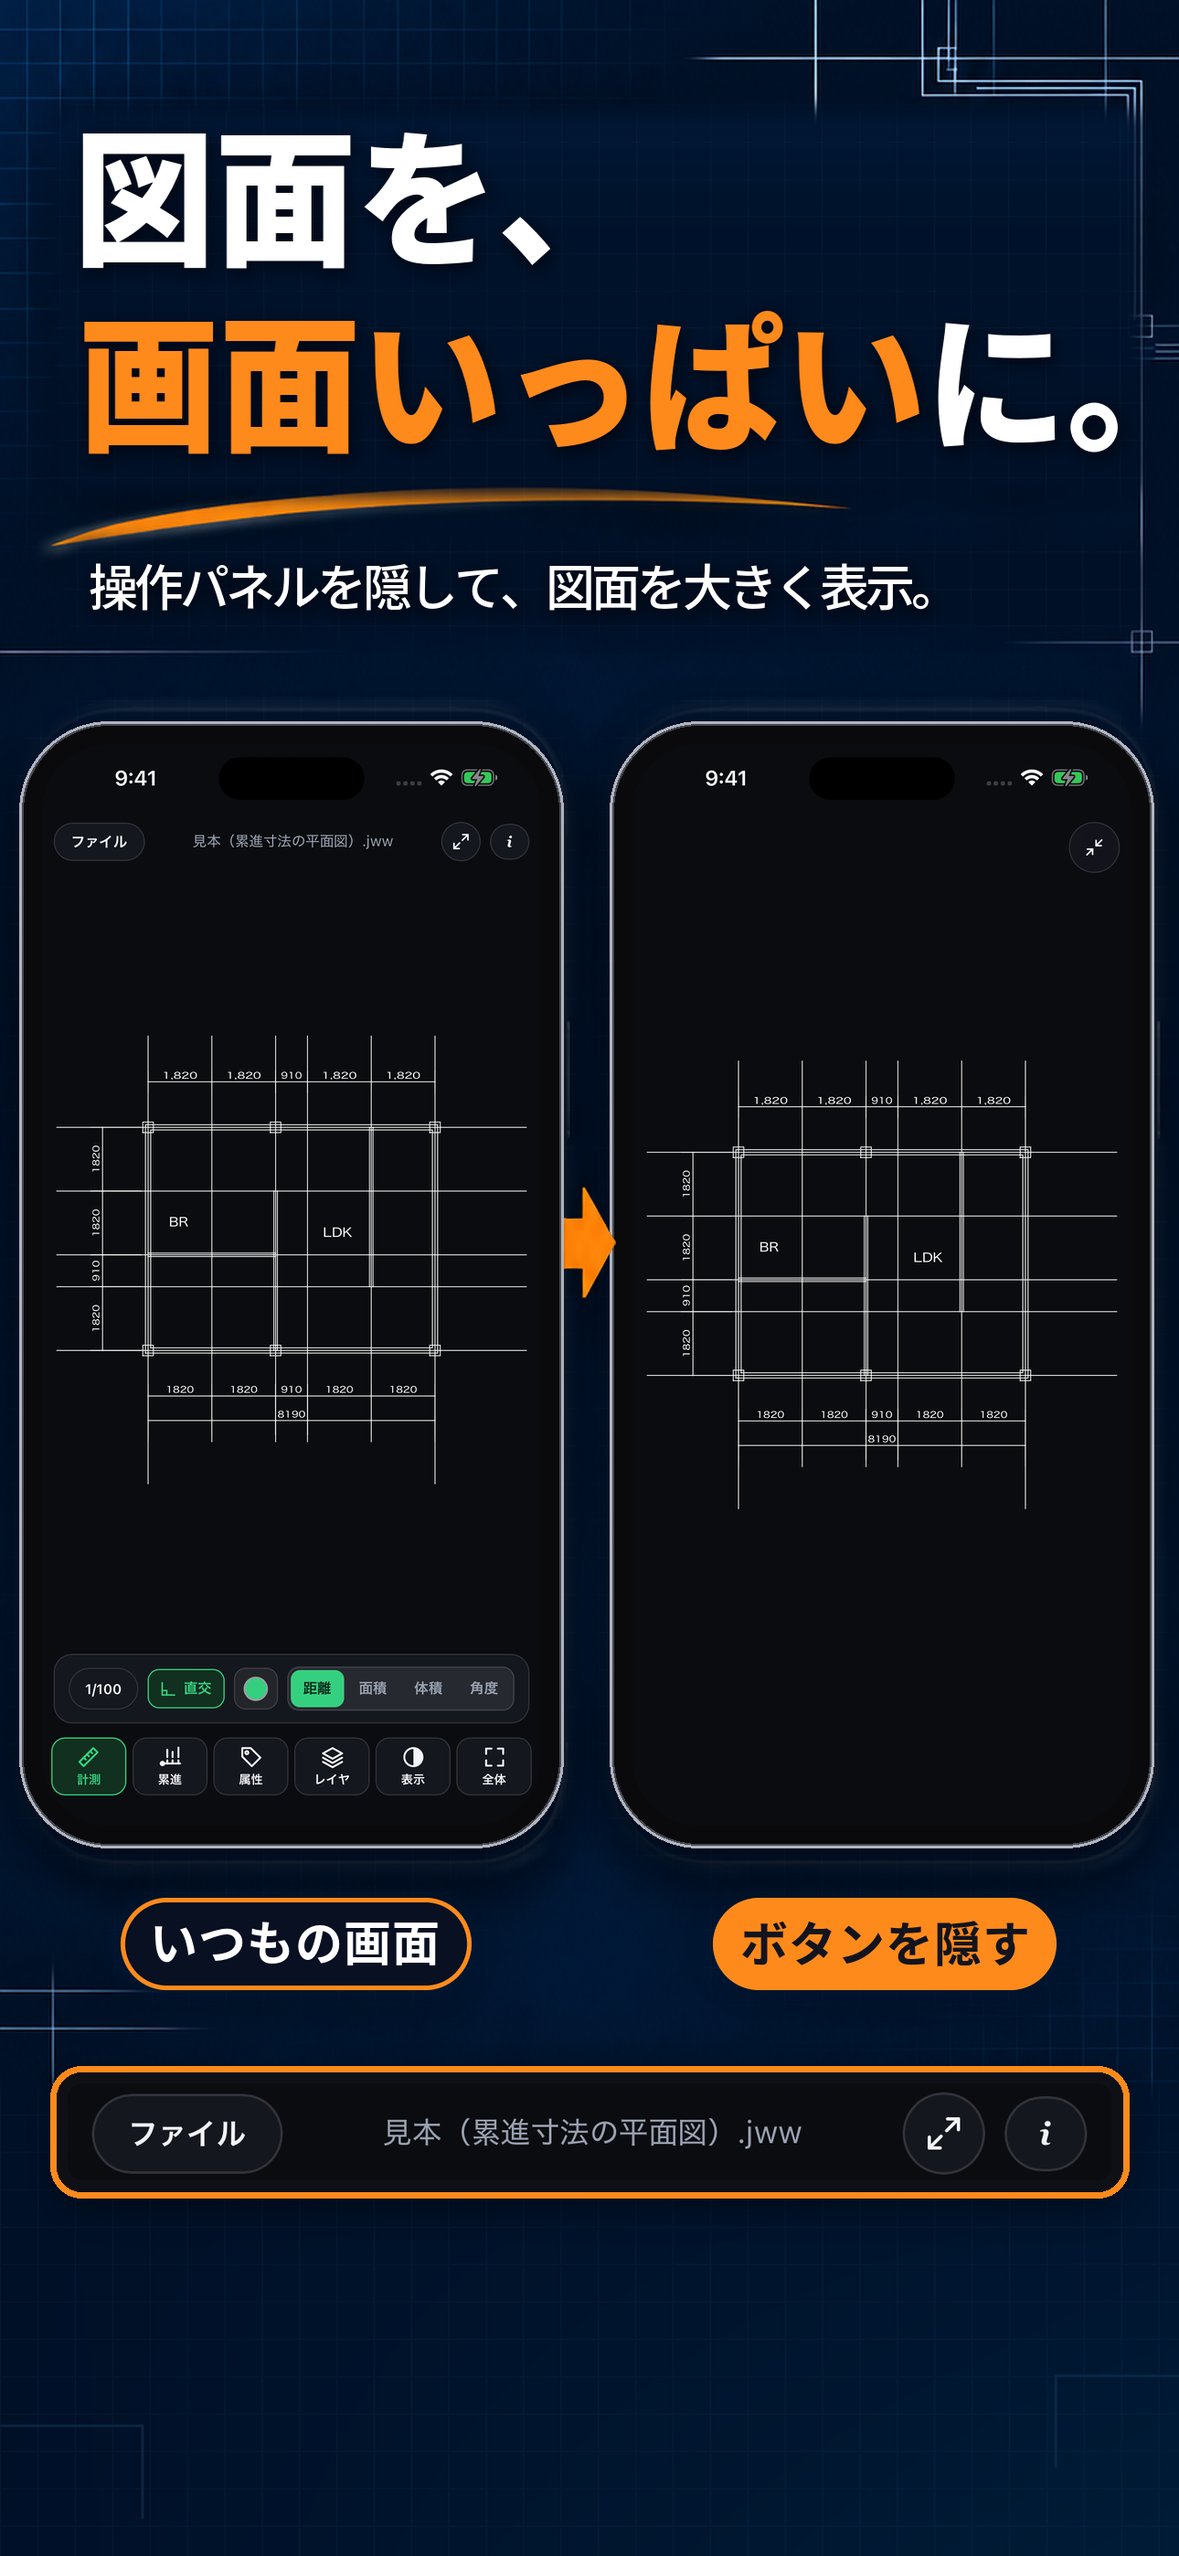 図面を、
画面いっぱいに。
操作パネルを隠して、図面を大きく表示。
9:41
ファイル
見本（累進寸法の平面図）.jww
i
1,820 1,820 910 1,820 1,820
1820
1820
910
1820
BR
LDK
1820 1820 910 1820 1820
8190
1/100
直交
距離 面積 体積 角度
計測 累進 属性 レイヤ 表示 全体
9:41
1,820 1,820 910 1,820 1,820
1820
1820
910
1820
BR
LDK
1820 1820 910 1820 1820
8190
いつもの画面
ボタンを隠す
ファイル
見本（累進寸法の平面図）.jww
i